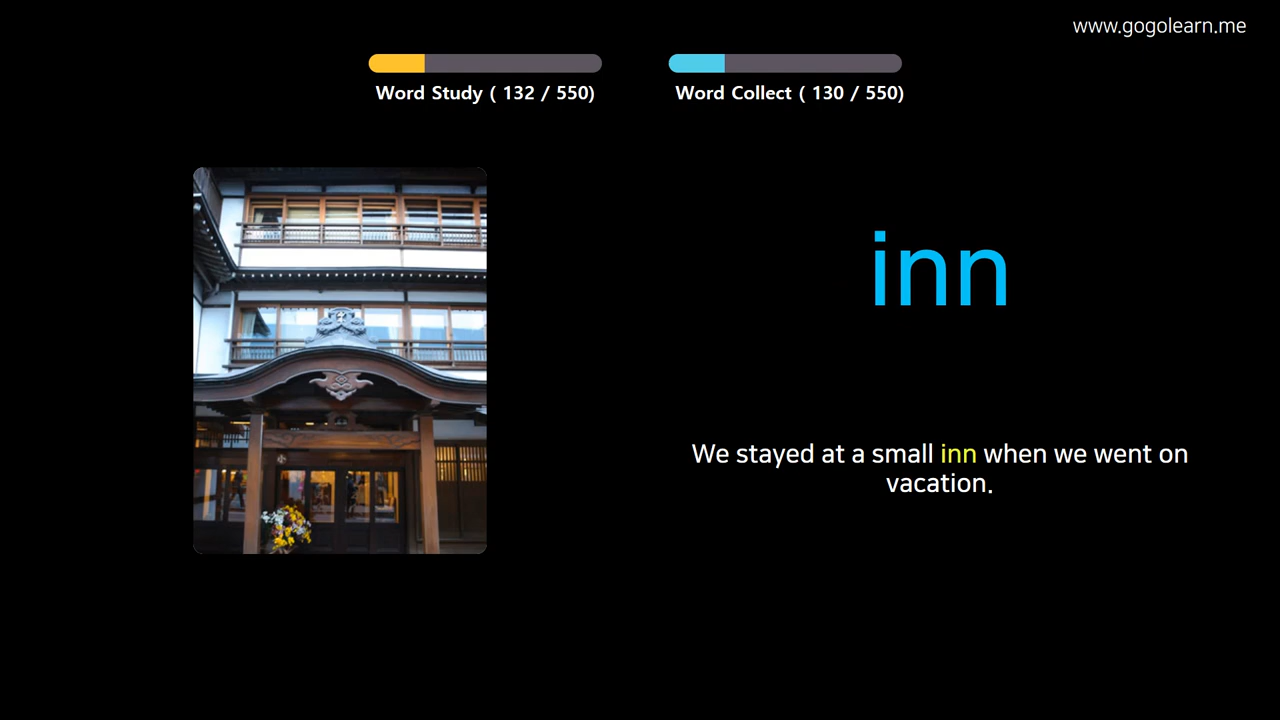 www.gogolearn.me
Word Study ( 132 / 550)
Word Collect ( 130 / 550)
inn
We stayed at a small inn when we went on
vacation.